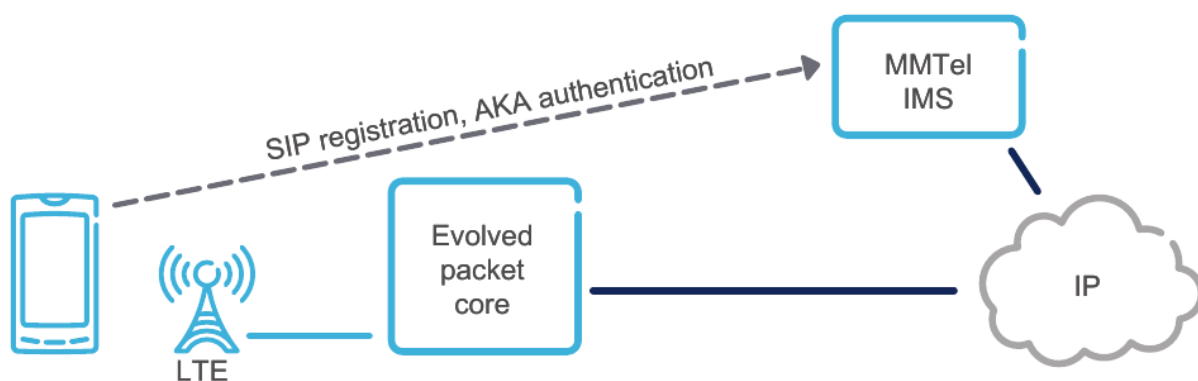 MMTel
IMS
SIP registration, AKA authentication
Evolved
packet
core
IP
LTE